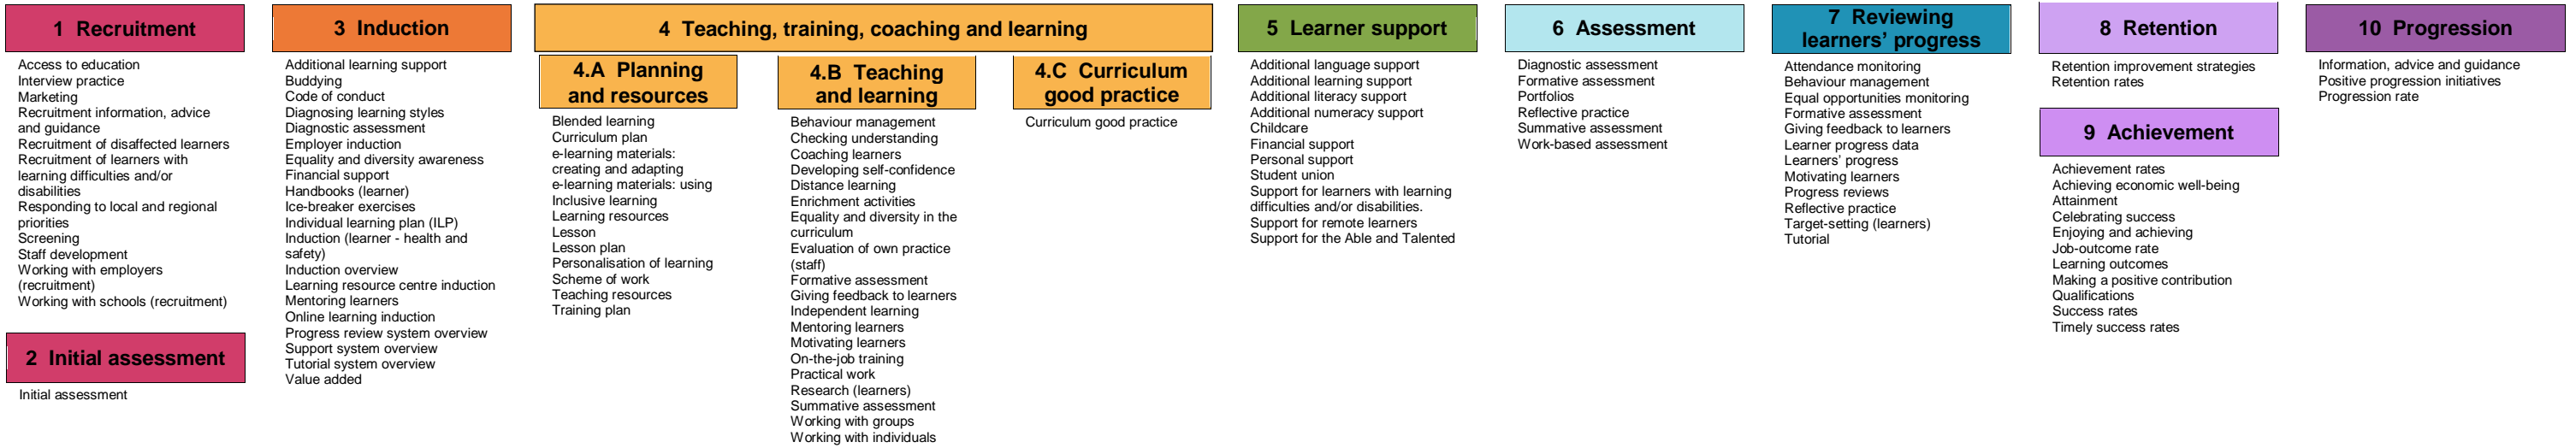 1 Recruitment
Access to education
Interview practice
Marketing
Recruitment information, advice
and guidance
Recruitment of disaffected learners
Recruitment of learners with
learning difficulties and/or
disabilities
Responding to local and regional
priorities
Screening
Staff development
Working with employers
(recruitment)
Working with schools (recruitment)
2 Initial assessment
Initial assessment
3 Induction
Additional learning support
Buddying
Code of conduct
Diagnosing learning styles
Diagnostic assessment
Employer induction
Equality and diversity awareness
Financial support
Handbooks (learner)
Ice-breaker exercises
Individual learning plan (ILP)
Induction (learner - health and
safety)
Induction overview
Learning resource centre induction
Mentoring learners
Online learning induction
Progress review system overview
Support system overview
Tutorial system overview
Value added
4 Teaching, training, coaching and learning
4.A Planning
and resources
Blended learning
Curriculum plan
e-learning materials:
creating and adapting
e-learning materials: using
Inclusive learning
Learning resources
Lesson
Lesson plan
Personalisation of learning
Scheme of work
Teaching resources
Training plan
4.B Teaching
and learning
Behaviour management
Checking understanding
Coaching learners
Developing self-confidence
Distance learning
Enrichment activities
Equality and diversity in the
curriculum
Evaluation of own practice
(staff)
Formative assessment
Giving feedback to learners
Independent learning
Mentoring learners
Motivating learners
On-the-job training
Practical work
Research (learners)
Summative assessment
Working with groups
Working with individuals
4.C Curriculum
good practice
Curriculum good practice
5 Learner support
Additional language support
Additional learning support
Additional literacy support
Additional numeracy support
Childcare
Financial support
Personal support
Student union
Support for learners with learning
difficulties and/or disabilities.
Support for remote learners
Support for the Able and Talented
6 Assessment
Diagnostic assessment
Formative assessment
Portfolios
Reflective practice
Summative assessment
Work-based assessment
7 Reviewing
learners’ progress
Attendance monitoring
Behaviour management
Equal opportunities monitoring
Formative assessment
Giving feedback to learners
Learner progress data
Learners’ progress
Motivating learners
Progress reviews
Reflective practice
Target-setting (learners)
Tutorial
8 Retention
Retention improvement strategies
Retention rates
9 Achievement
Achievement rates
Achieving economic well-being
Attainment
Celebrating success
Enjoying and achieving
Job-outcome rate
Learning outcomes
Making a positive contribution
Qualifications
Success rates
Timely success rates
10 Progression
Information, advice and guidance
Positive progression initiatives
Progression rate